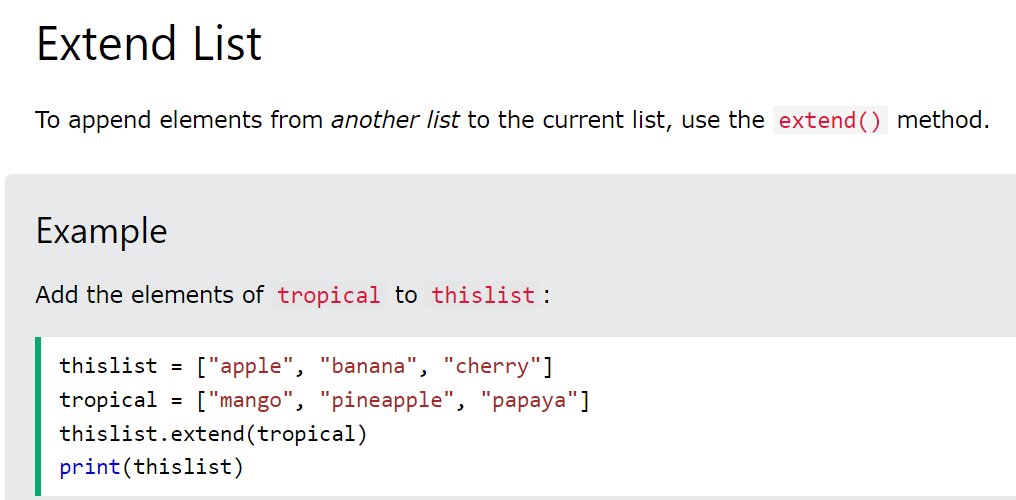 Extend List
To append elements from another list to the current list, use the extend() method.
Example
Add the elements of tropical to thislist:
thislist = ["apple", "banana", "cherry"]
tropical = ["mango", "pineapple", "papaya"]
thislist.extend(tropical)
print(thislist)